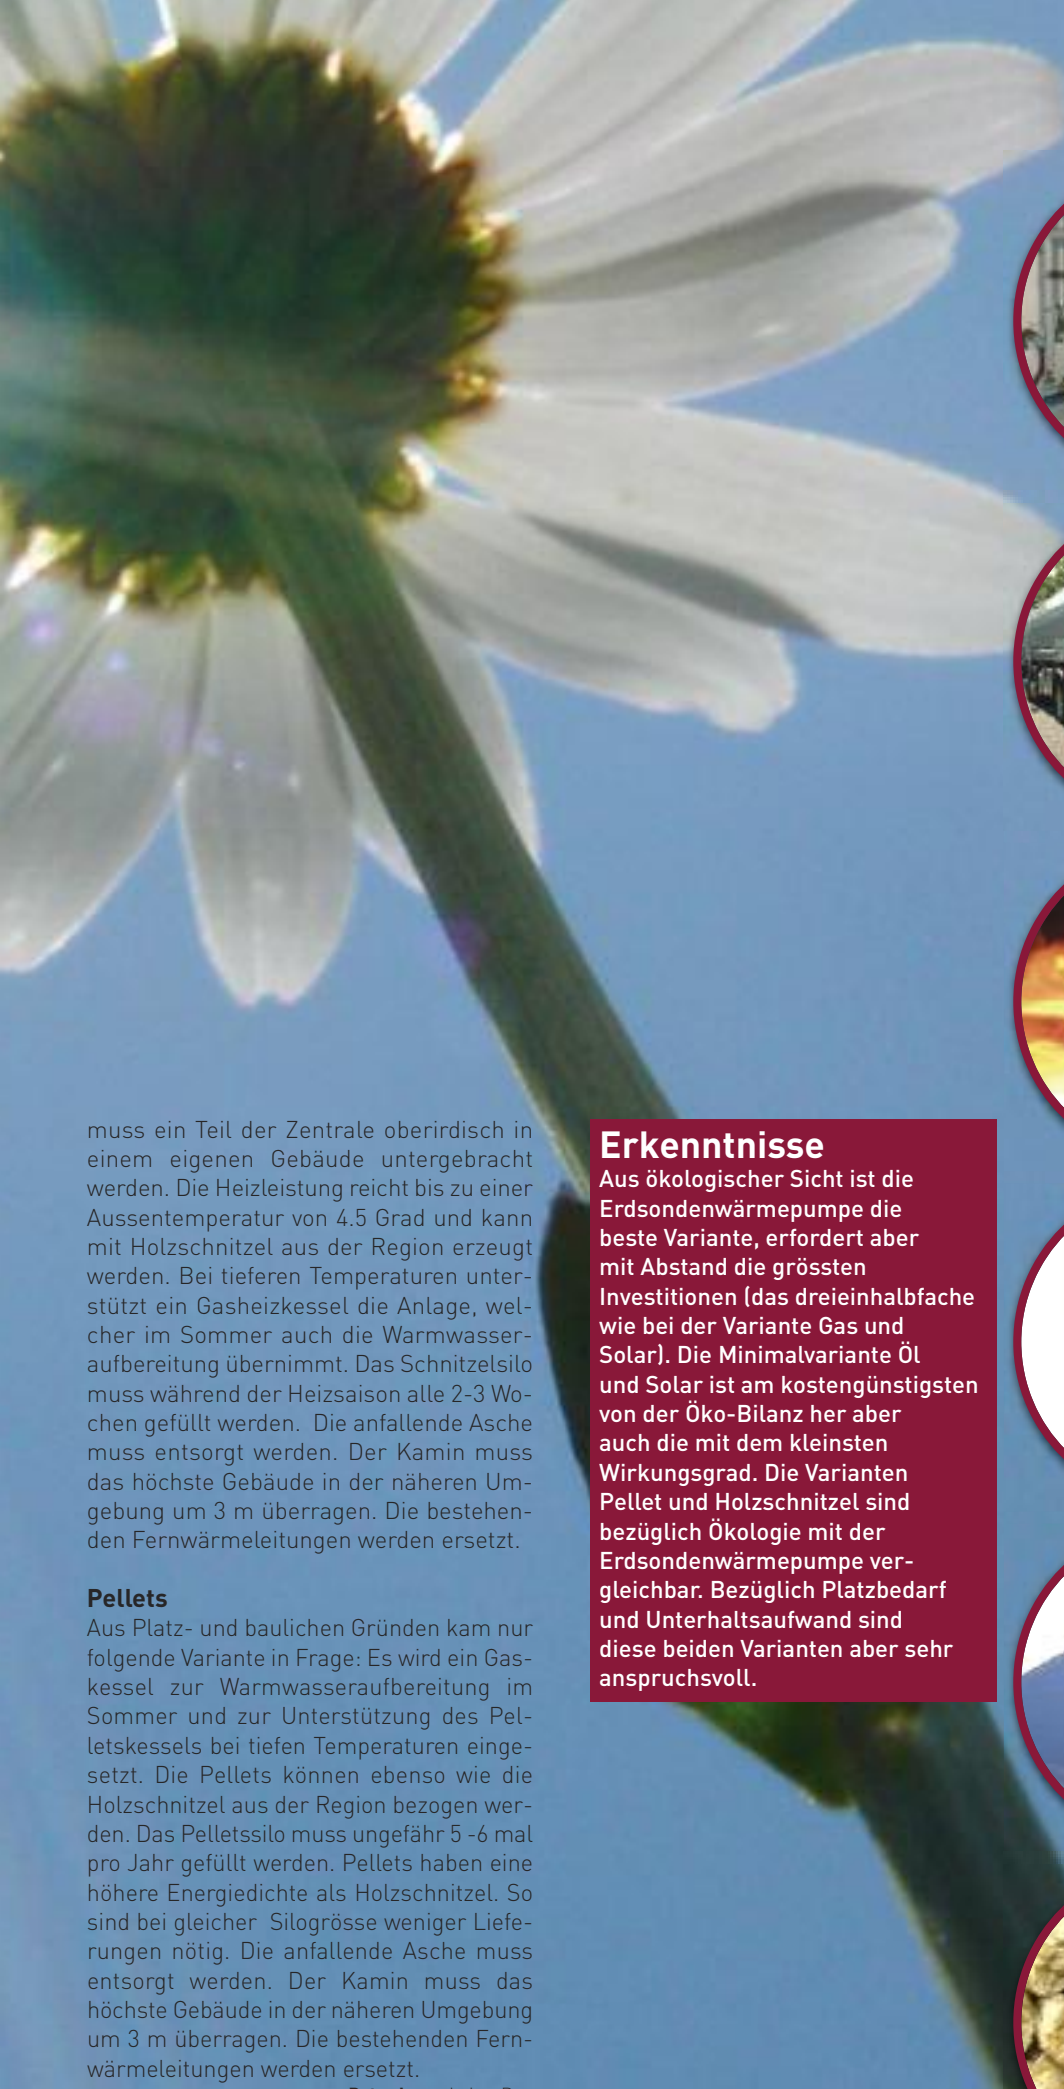 muss ein Teil der Zentrale oberirdisch in
einem eigenen Gebäude untergebracht
werden. Die Heizleistung reicht bis zu einer
Aussentemperatur von 4.5 Grad und kann
mit Holzschnitzel aus der Region erzeugt
werden. Bei tieferen Temperaturen unter-
stützt ein Gasheizkessel die Anlage, wel-
cher im Sommer auch die Warmwasser-
aufbereitung übernimmt. Das Schnitzelsilo
muss während der Heizsaison alle 2-3 Wo-
chen gefüllt werden.  Die anfallende Asche
muss entsorgt werden. Der Kamin muss
das höchste Gebäude in der näheren Um-
gebung um 3 m überragen. Die bestehen-
den Fernwärmeleitungen werden ersetzt.

Pellets
Aus Platz- und baulichen Gründen kam nur
folgende Variante in Frage: Es wird ein Gas-
kessel zur Warmwasseraufbereitung im
Sommer und zur Unterstützung des Pel-
letskessels bei tiefen Temperaturen einge-
setzt. Die Pellets können ebenso wie die
Holzschnitzel aus der Region bezogen wer-
den. Das Pelletssilo muss ungefähr 5 -6 mal
pro Jahr gefüllt werden. Pellets haben eine
höhere Energiedichte als Holzschnitzel. So
sind bei gleicher  Silogrösse weniger Liefe-
rungen nötig. Die anfallende Asche muss
entsorgt werden. Der Kamin muss das
höchste Gebäude in der näheren Umgebung
um 3 m überragen. Die bestehenden Fern-
wärmeleitungen werden ersetzt.

Erkenntnisse
Aus ökologischer Sicht ist die
Erdsondenwärmepumpe die
beste Variante, erfordert aber
mit Abstand die grössten
Investitionen (das dreieinhalbfache
wie bei der Variante Gas und
Solar). Die Minimalvariante Öl
und Solar ist am kostengünstigsten
von der Öko-Bilanz her aber
auch die mit dem kleinsten
Wirkungsgrad. Die Varianten
Pellet und Holzschnitzel sind
bezüglich Ökologie mit der
Erdsondenwärmepumpe ver-
gleichbar. Bezüglich Platzbedarf
und Unterhaltsaufwand sind
diese beiden Varianten aber sehr
anspruchsvoll.